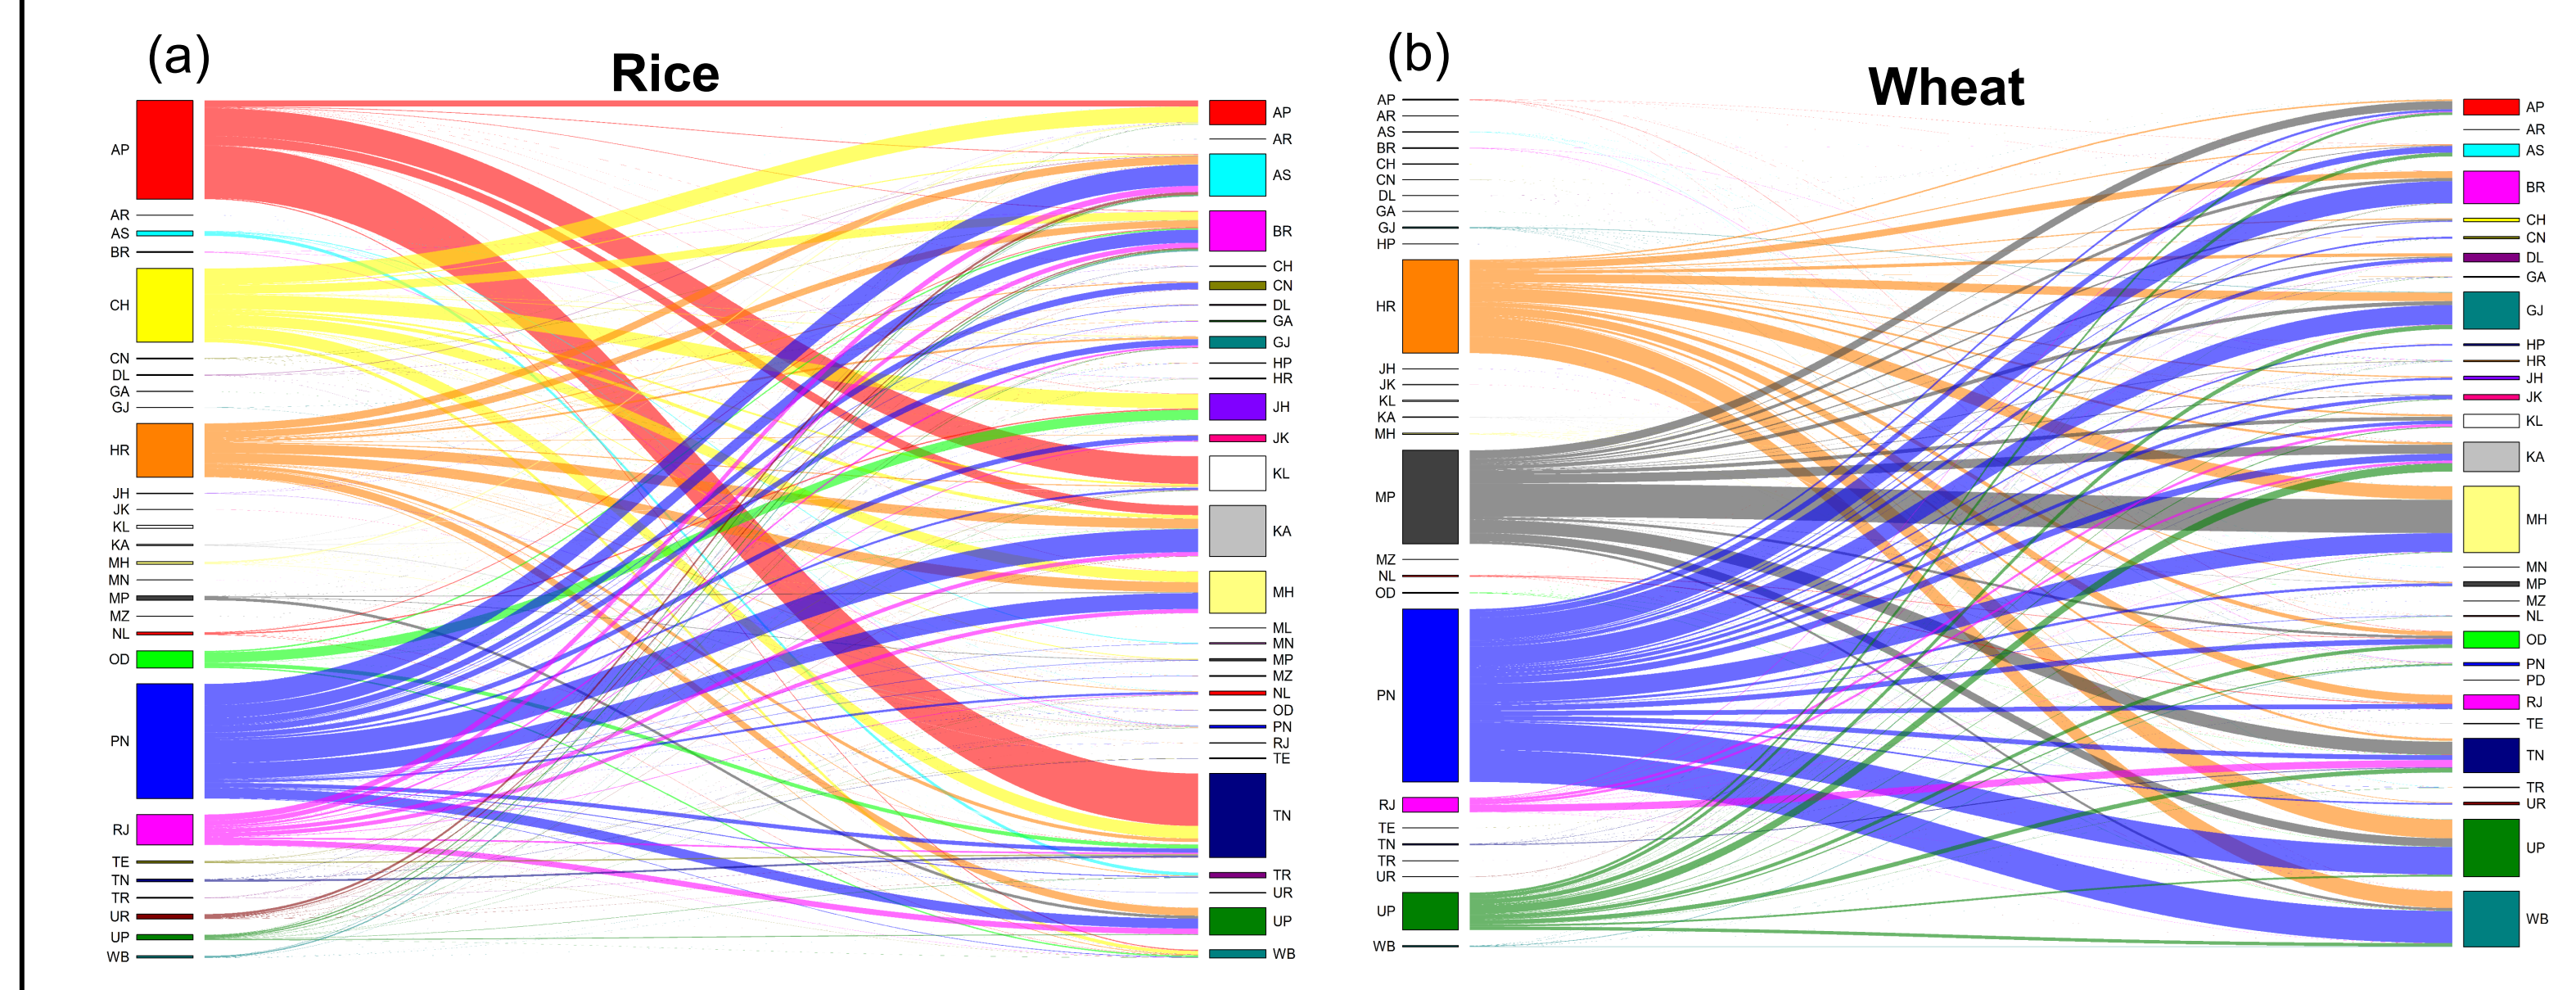 (a)
Rice
AP
AR
AS
BR
CH
CN
DL
GA
GJ
HR
JH
JK
KL
KA
MH
MN
MP
MZ
NL
OD
PN
RJ
TE
TN
TR
UR
UP
WB
AP
AR
AS
BR
CH
CN
DL
GA
GJ
HP
HR
JH
JK
KL
KA
MH
ML
MN
MP
MZ
NL
OD
PN
RJ
TE
TN
TR
UR
UP
WB
(b)
Wheat
AP
AR
AS
BR
CH
CN
DL
GA
GJ
HP
HR
JH
JK
KL
KA
MH
MP
MZ
NL
OD
PN
RJ
TE
TN
TR
UR
UP
WB
AP
AR
AS
BR
CH
CN
DL
GA
GJ
HP
HR
JH
JK
KL
KA
MH
MN
MP
MZ
NL
OD
PN
PD
RJ
TE
TN
TR
UR
UP
WB